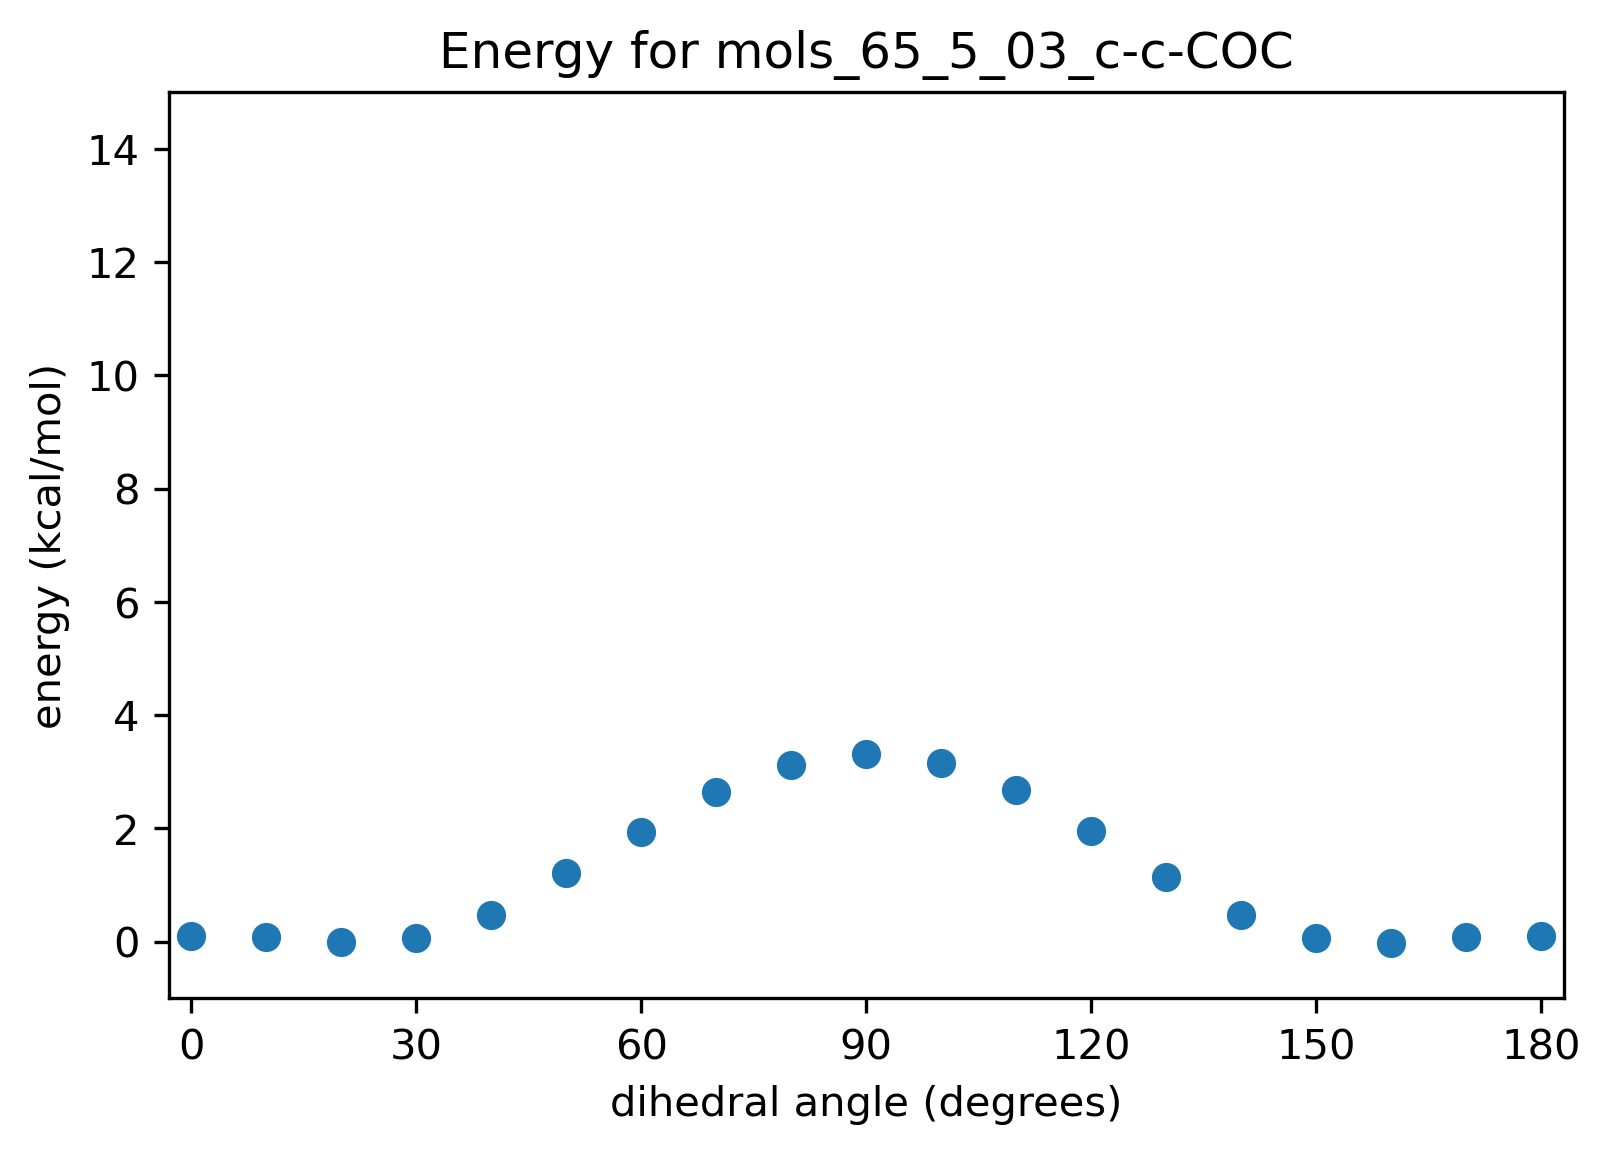 Energy for mols_65_5_03_c-c-COC
14
12
10
8
6
4
2
0
energy (kcal/mol)
0 30 60 90 120 150 180
dihedral angle (degrees)